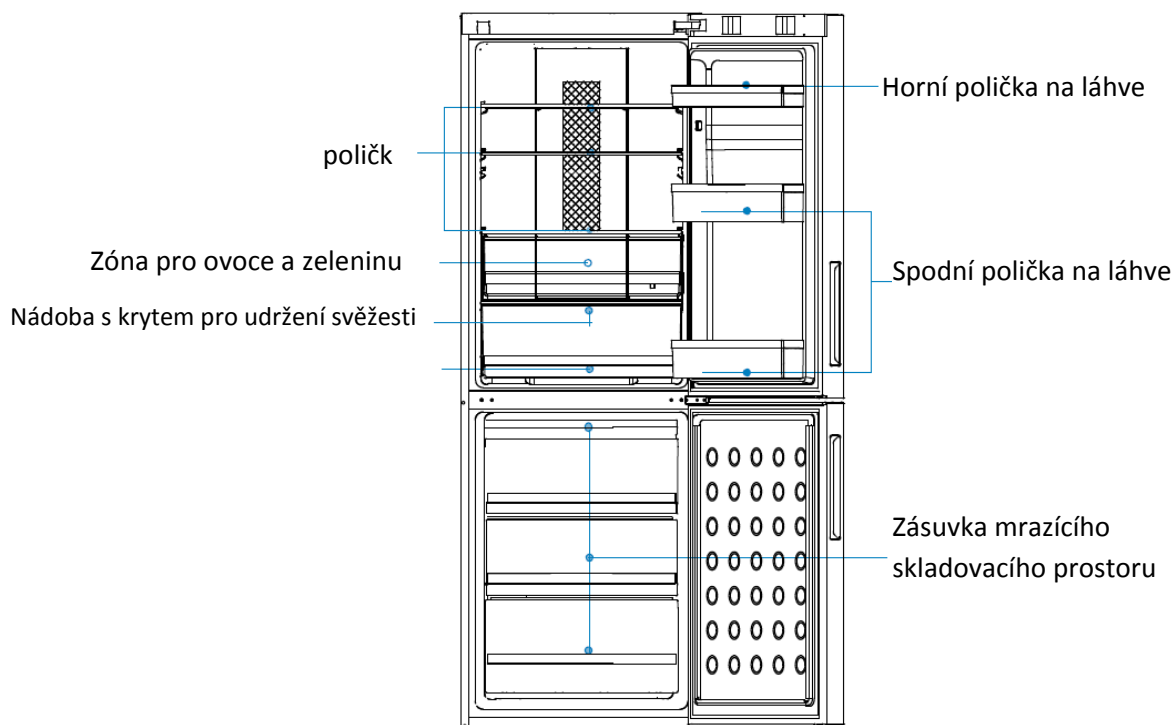 Horní polička na láhve
poličk
Zóna pro ovoce a zeleninu
Spodní polička na láhve
Nádoba s krytem pro udržení svěžesti
Zásuvka mrazícího
skladovacího prostoru